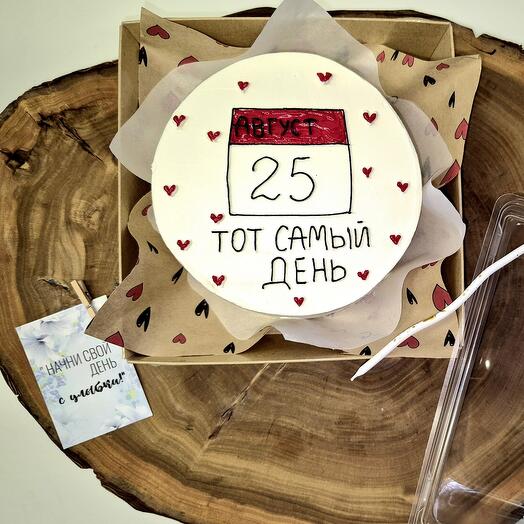 АВГУСТ
25
ТОТ САМЫЙ
ДЕНЬ
"НАЧНИ СВОЙ
ДЕНЬ
с улыбки!"